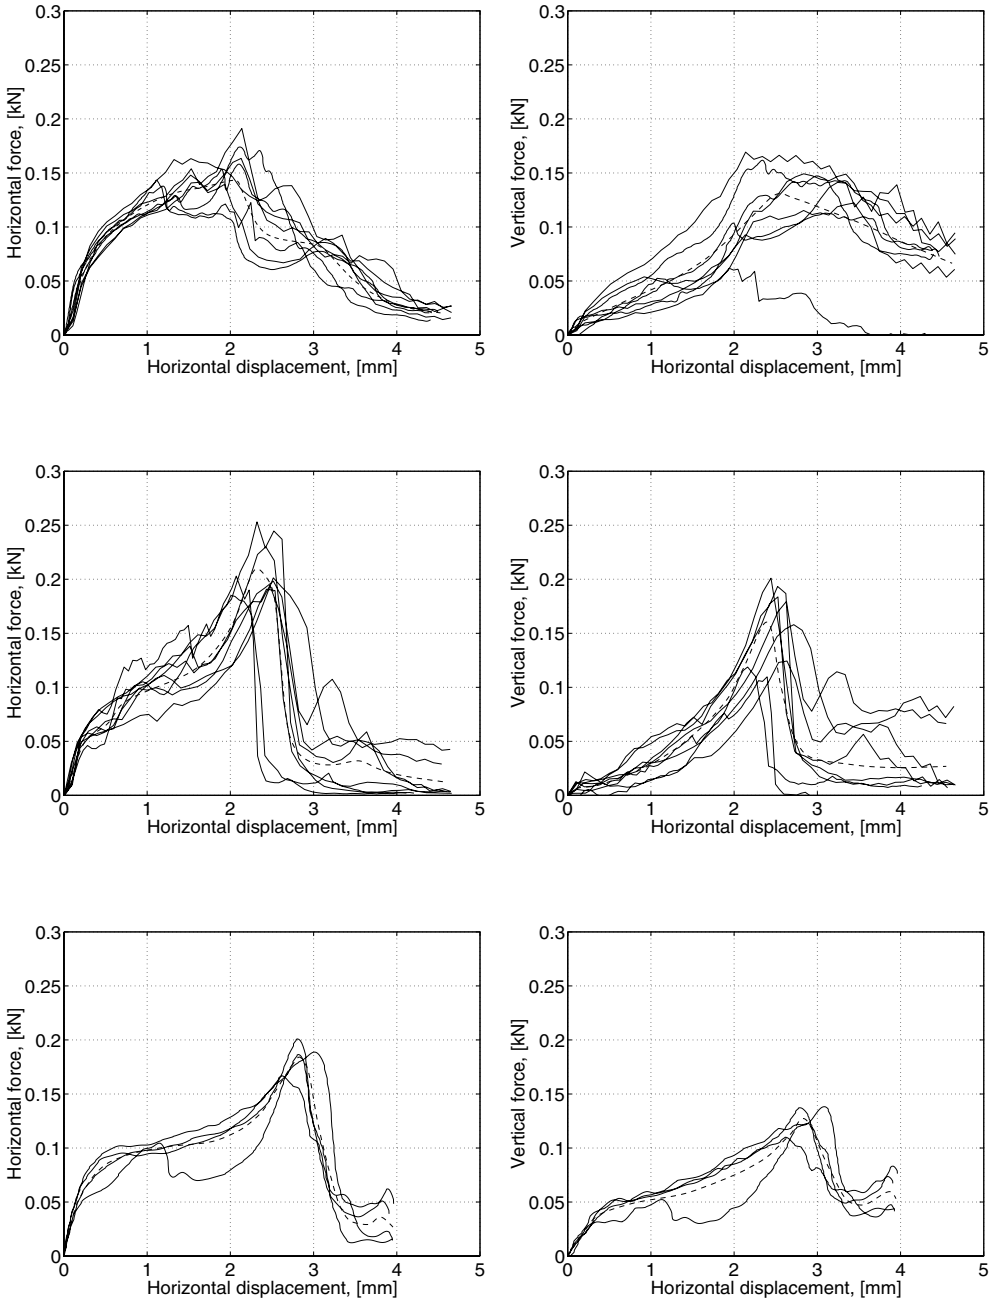 0.3 0.3
0.25 0.25
0.2 0.2
0.15 0.15
0.1 0.1
0.05 0.05
0 0
Horizontal force, [kN]
Vertical force, [kN]
0 1 2 3 4 5 0 1 2 3 4 5
Horizontal displacement, [mm] Horizontal displacement, [mm]
0.3 0.3
0.25 0.25
0.2 0.2
0.15 0.15
0.1 0.1
0.05 0.05
0 0
Horizontal force, [kN]
Vertical force, [kN]
0 1 2 3 4 5 0 1 2 3 4 5
Horizontal displacement, [mm] Horizontal displacement, [mm]
0.3 0.3
0.25 0.25
0.2 0.2
0.15 0.15
0.1 0.1
0.05 0.05
0 0
Horizontal force, [kN]
Vertical force, [kN]
0 1 2 3 4 5 0 1 2 3 4 5
Horizontal displacement, [mm] Horizontal displacement, [mm]